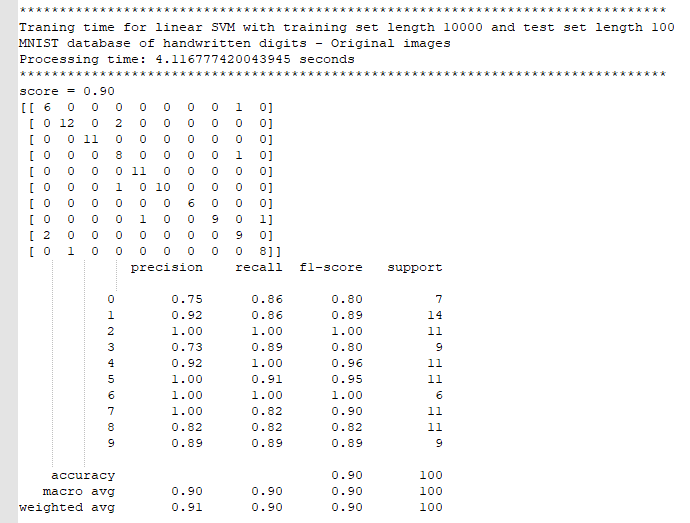 ********************************************************************************
Traning time for linear SVM with training set length 10000 and test set length 100
MNIST database of handwritten digits - Original images
Processing time: 4.116777420043945 seconds
********************************************************************************
score = 0.90
[[ 6  0  0  0  0  0  0  0  1  0]
 [ 0 12  0  2  0  0  0  0  0  0]
 [ 0  0 11  0  0  0  0  0  0  0]
 [ 0  0  0  8  0  0  0  0  1  0]
 [ 0  0  0  0 11  0  0  0  0  0]
 [ 0  0  0  1  0 10  0  0  0  0]
 [ 0  0  0  0  0  0  6  0  0  0]
 [ 0  0  0  0  1  0  0  9  0  1]
 [ 2  0  0  0  0  0  0  0  9  0]
 [ 0  1  0  0  0  0  0  0  0  8]]
              precision    recall  f1-score   support
           0       0.75      0.86      0.80         7
           1       0.92      0.86      0.89        14
           2       1.00      1.00      1.00        11
           3       0.73      0.89      0.80         9
           4       0.92      1.00      0.96        11
           5       1.00      0.91      0.95        11
           6       1.00      1.00      1.00         6
           7       1.00      0.82      0.90        11
           8       0.82      0.82      0.82        11
           9       0.89      0.89      0.89         9
    accuracy                           0.90       100
   macro avg       0.90      0.90      0.90       100
weighted avg       0.91      0.90      0.90       100